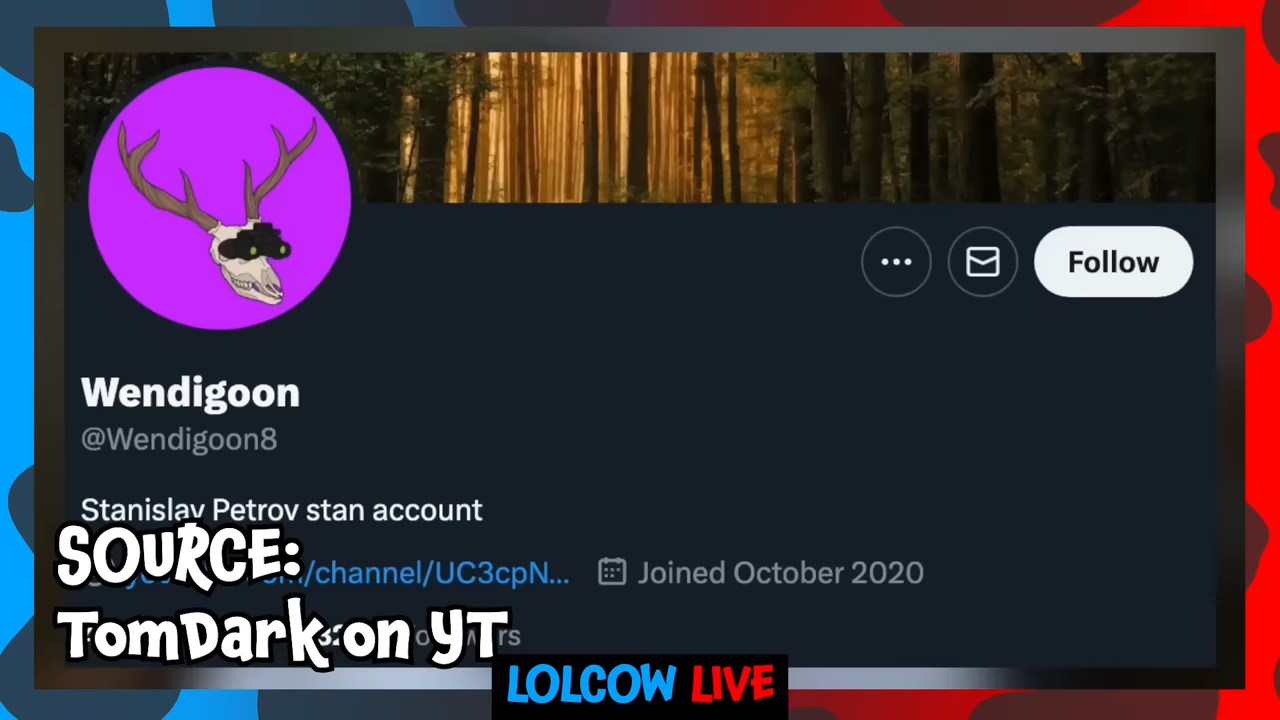 Follow
Wendigoon
@Wendigoon8
Stanislav Petrov stan account
/channel/UC3cpN...
Joined October 2020
SOURCE:
TomDark on YT
LOLCOW LIVE